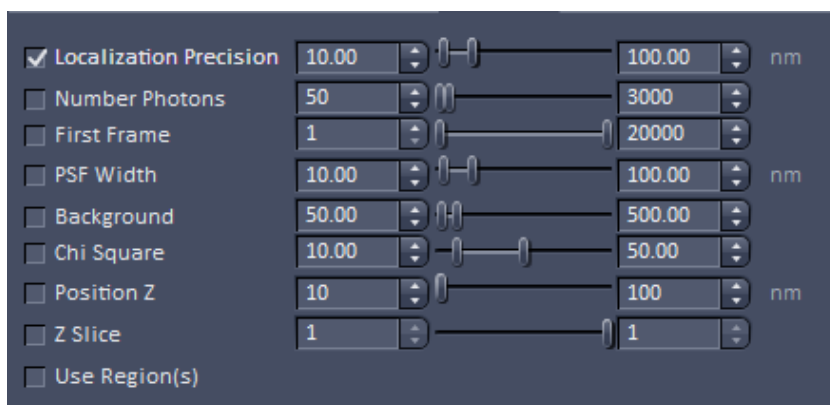 Localization Precision 10.00 100.00 nm
Number Photons 50 3000
First Frame 1 20000
PSF Width 10.00 100.00 nm
Background 50.00 500.00
Chi Square 10.00 50.00
Position Z 10 100 nm
Z Slice 1 1
Use Region(s)